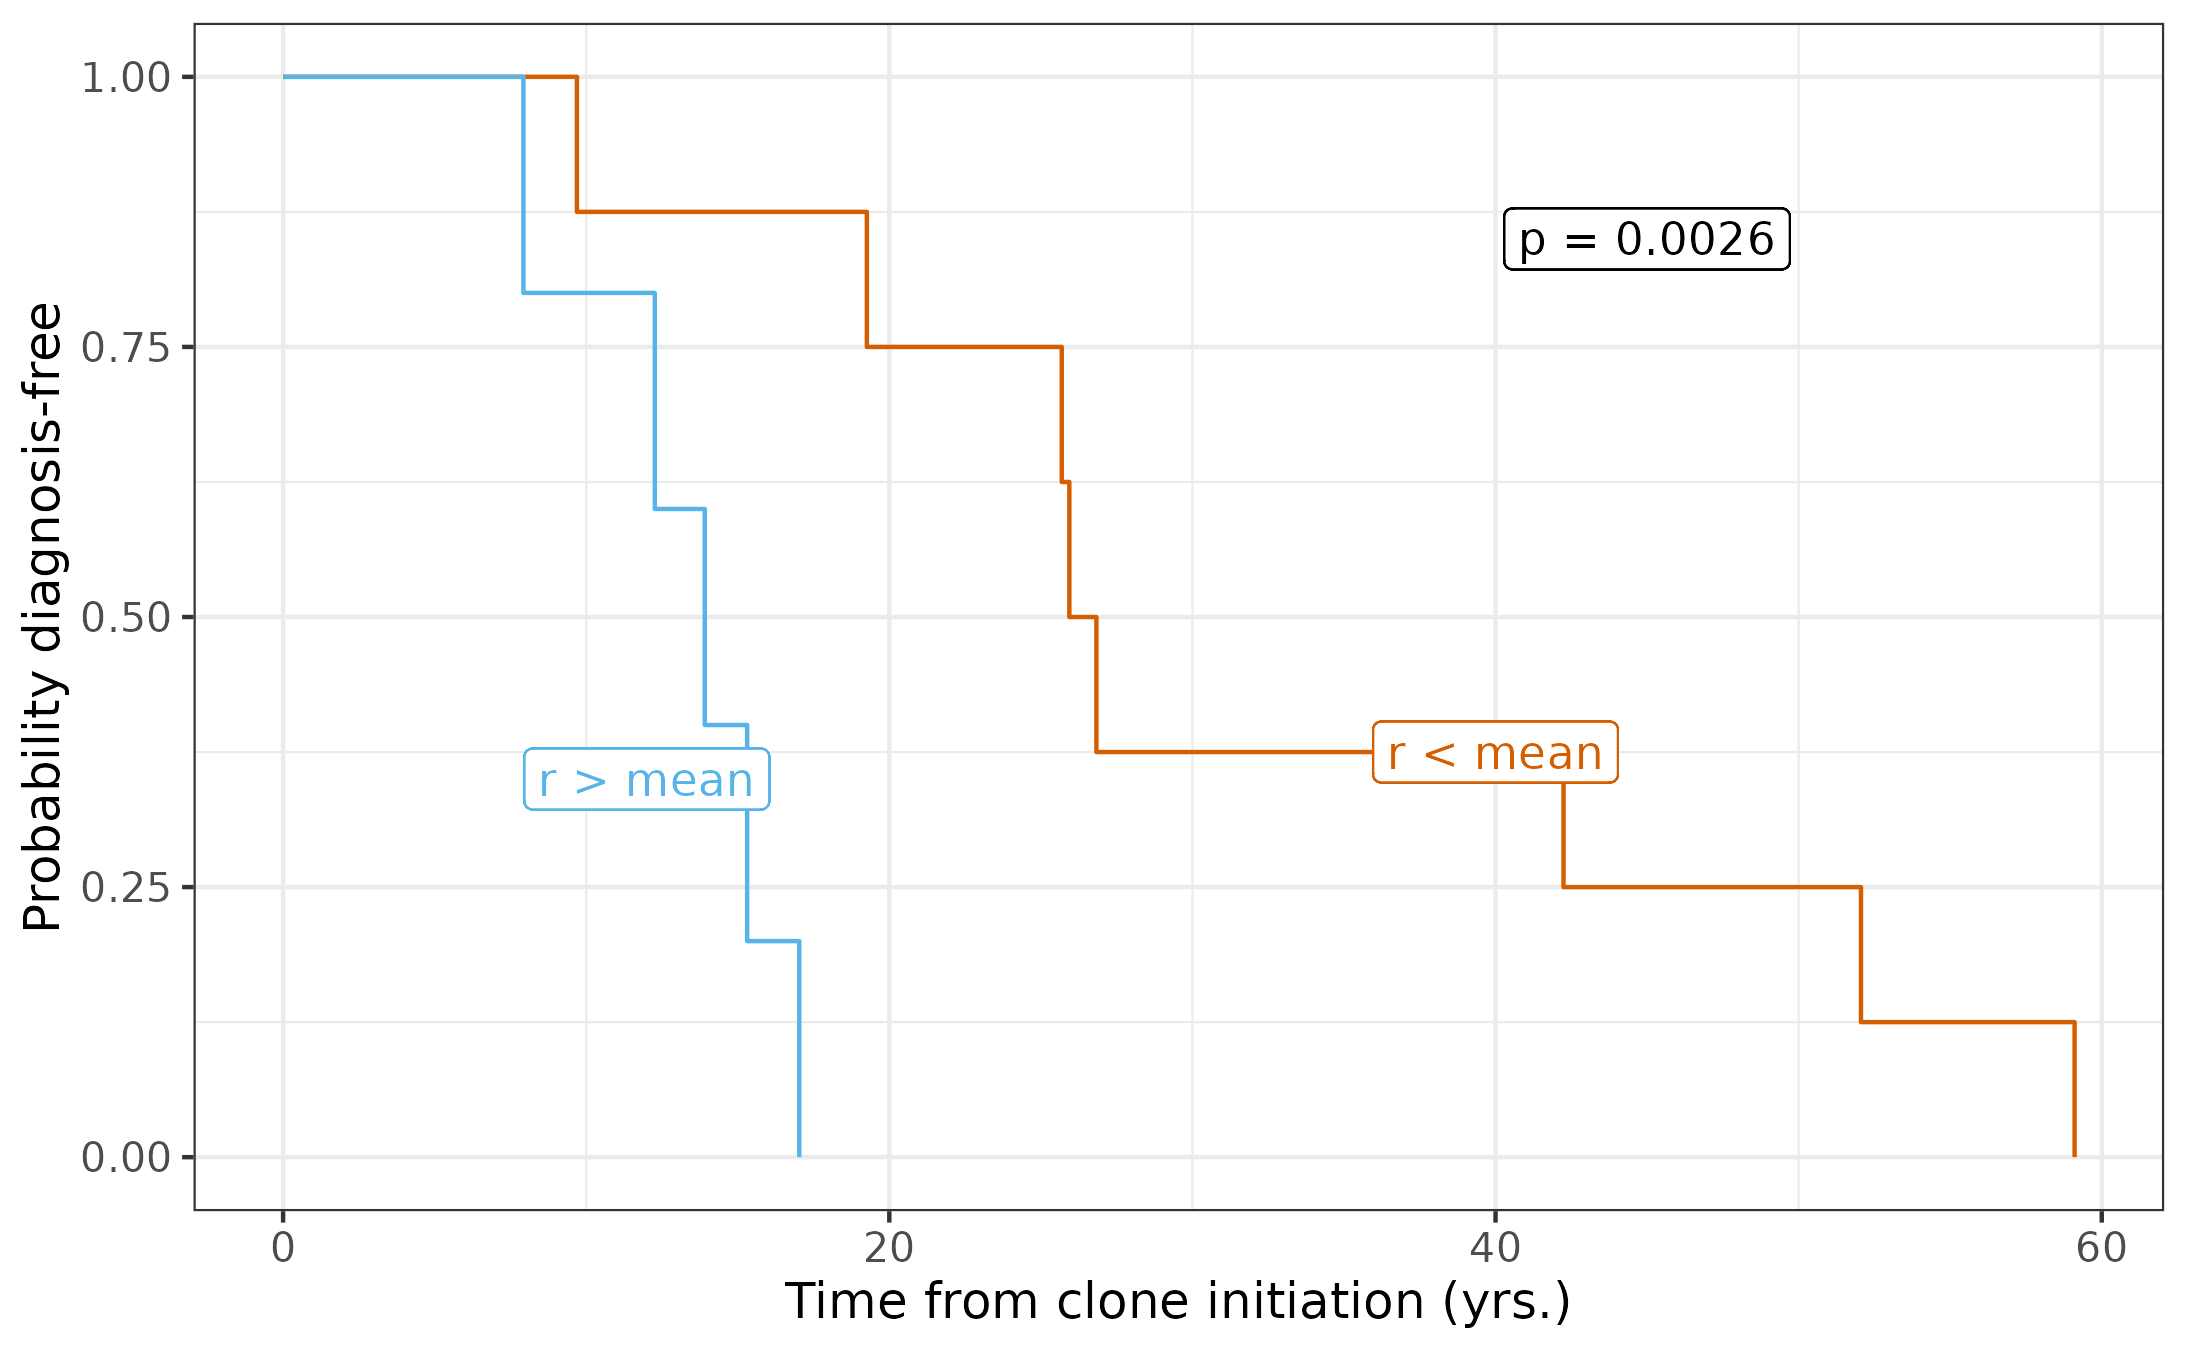 1.00
0.75
0.50
0.25
0.00
Probability diagnosis-free
p = 0.0026
r > mean
r < mean
0 20 40 60
Time from clone initiation (yrs.)